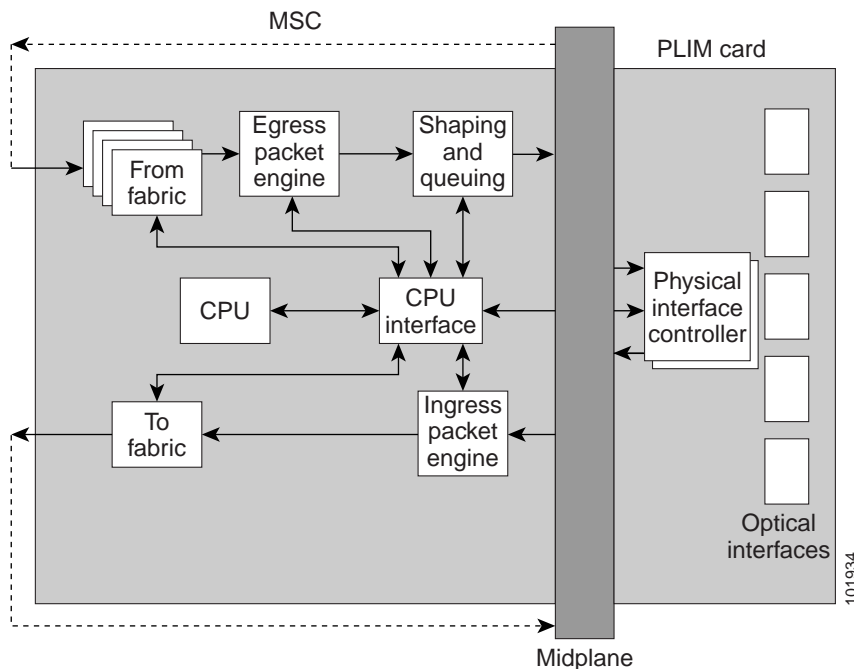 MSC
PLIM card
From
fabric
Egress
packet
engine
Shaping
and
queuing
CPU
CPU
interface
Physical
interface
controller
To
fabric
Ingress
packet
engine
Optical
interfaces
101934
Midplane